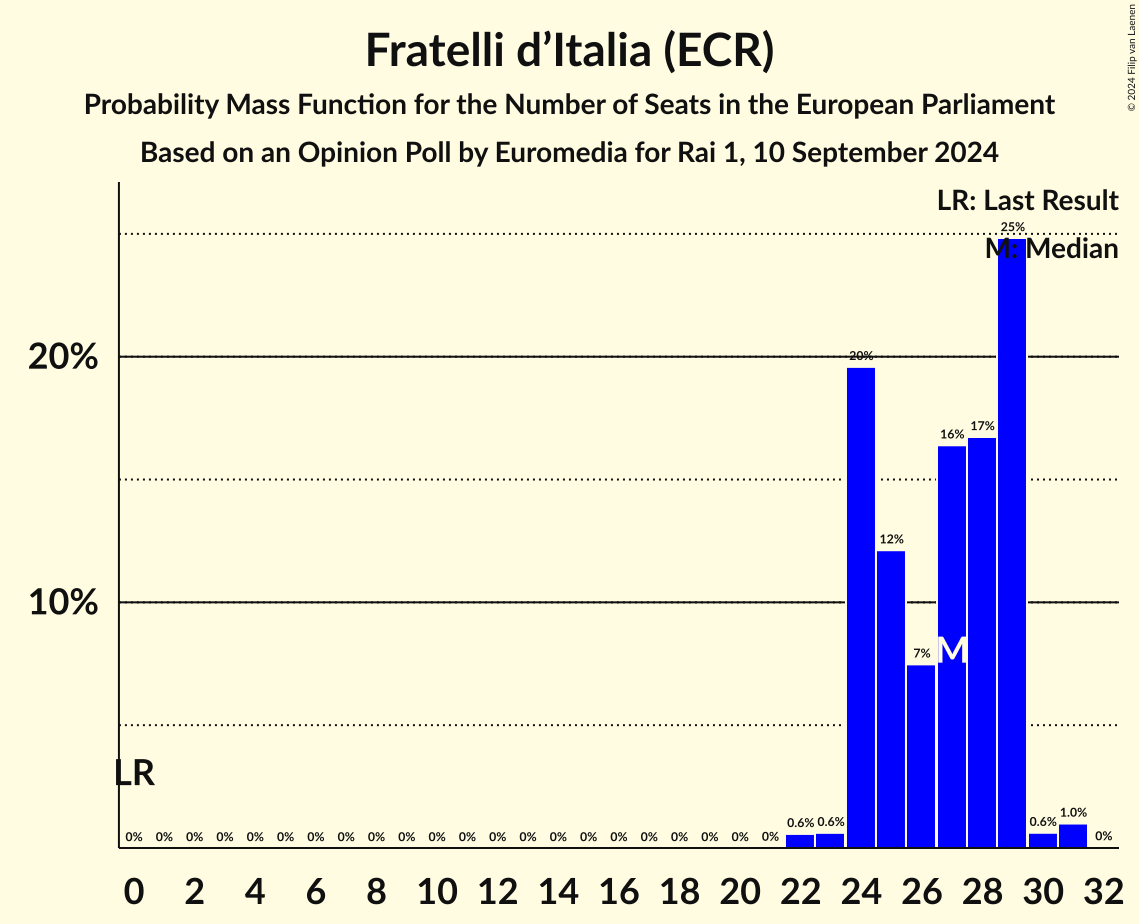 Fratelli d’Italia (ECR)
Probability Mass Function for the Number of Seats in the European Parliament
Based on an Opinion Poll by Euromedia for Rai 1, 10 September 2024
© 2024 Filip van Laenen
LR: Last Result
M: Median
20%
10%
0% 0% 0% 0% 0% 0% 0% 0% 0% 0% 0% 0% 0% 0% 0% 0% 0% 0% 0% 0% 0% 0% 0.6% 0.6% 20% 12% 7% 16% 17% 25% 0.6% 1.0% 0%
LR
M
0 2 4 6 8 10 12 14 16 18 20 22 24 26 28 30 32